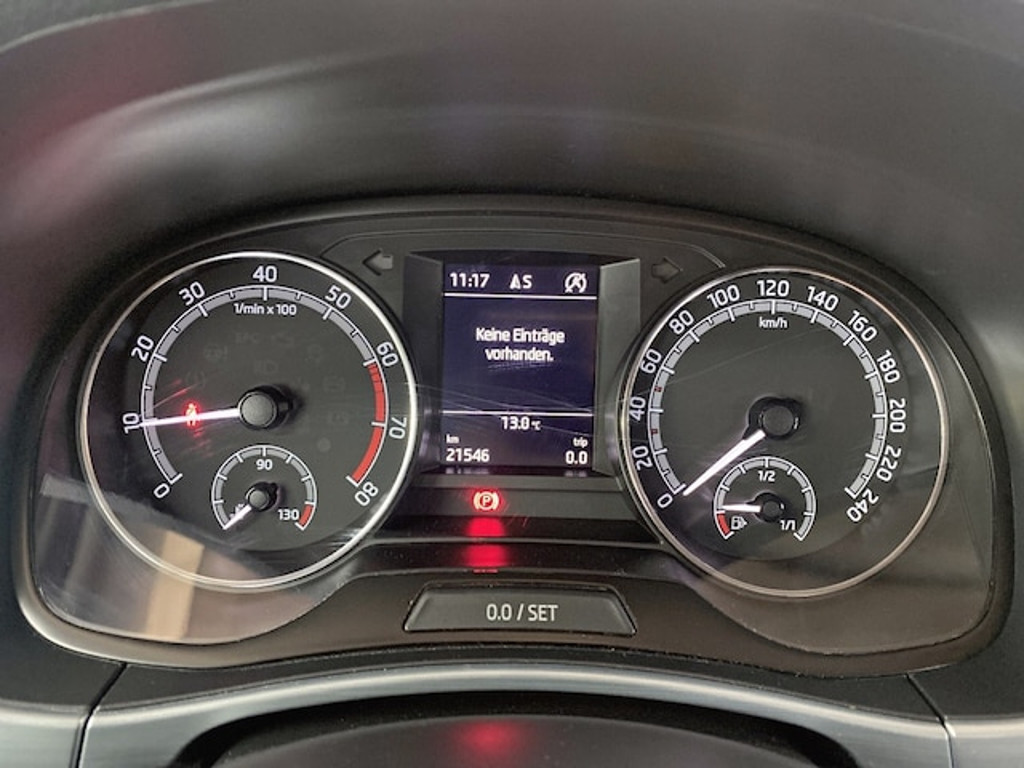 0 10 20 30 40 50 60 70 80
1/min x 100
90
130
11:17 S
Keine Einträge
vorhanden.
13.0 °C
km trip
21546 0.0
P
0.0 / SET
0 20 40 60 80 100 120 140 160 180 200 220 240
km/h
1/2
1/1